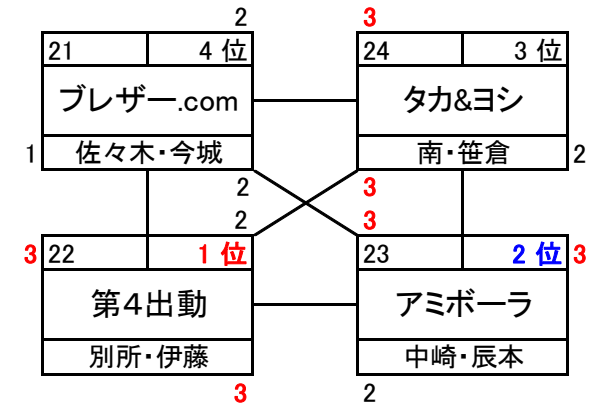 2 3
21 4 位 24 3 位
ブレザー.com タカ&ヨシ
1 佐々木・今城 南・笹倉 2
2 3
2 3
3 22 1 位 23 2 位 3
第4出動 アミボーラ
別所・伊藤 中崎・辰本
3 2